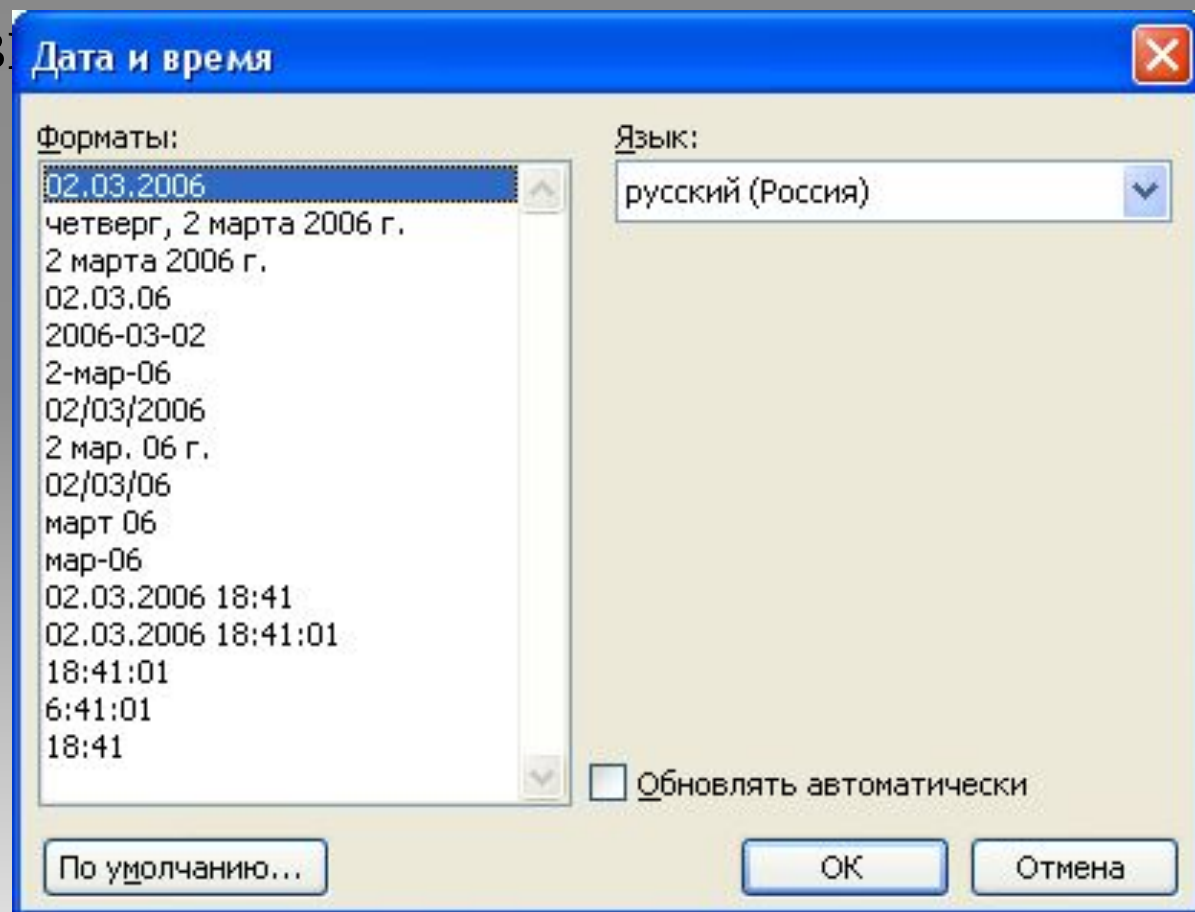 Дата и время
Форматы:
Язык:
02.03.2006
русский (Россия)
четверг, 2 марта 2006 г.
2 марта 2006 г.
02.03.06
2006-03-02
2-мар-06
02/03/2006
2 мар. 06 г.
02/03/06
март 06
мар-06
02.03.2006 18:41
02.03.2006 18:41:01
18:41:01
6:41:01
18:41
Обновлять автоматически
По умолчанию...
ОК
Отмена